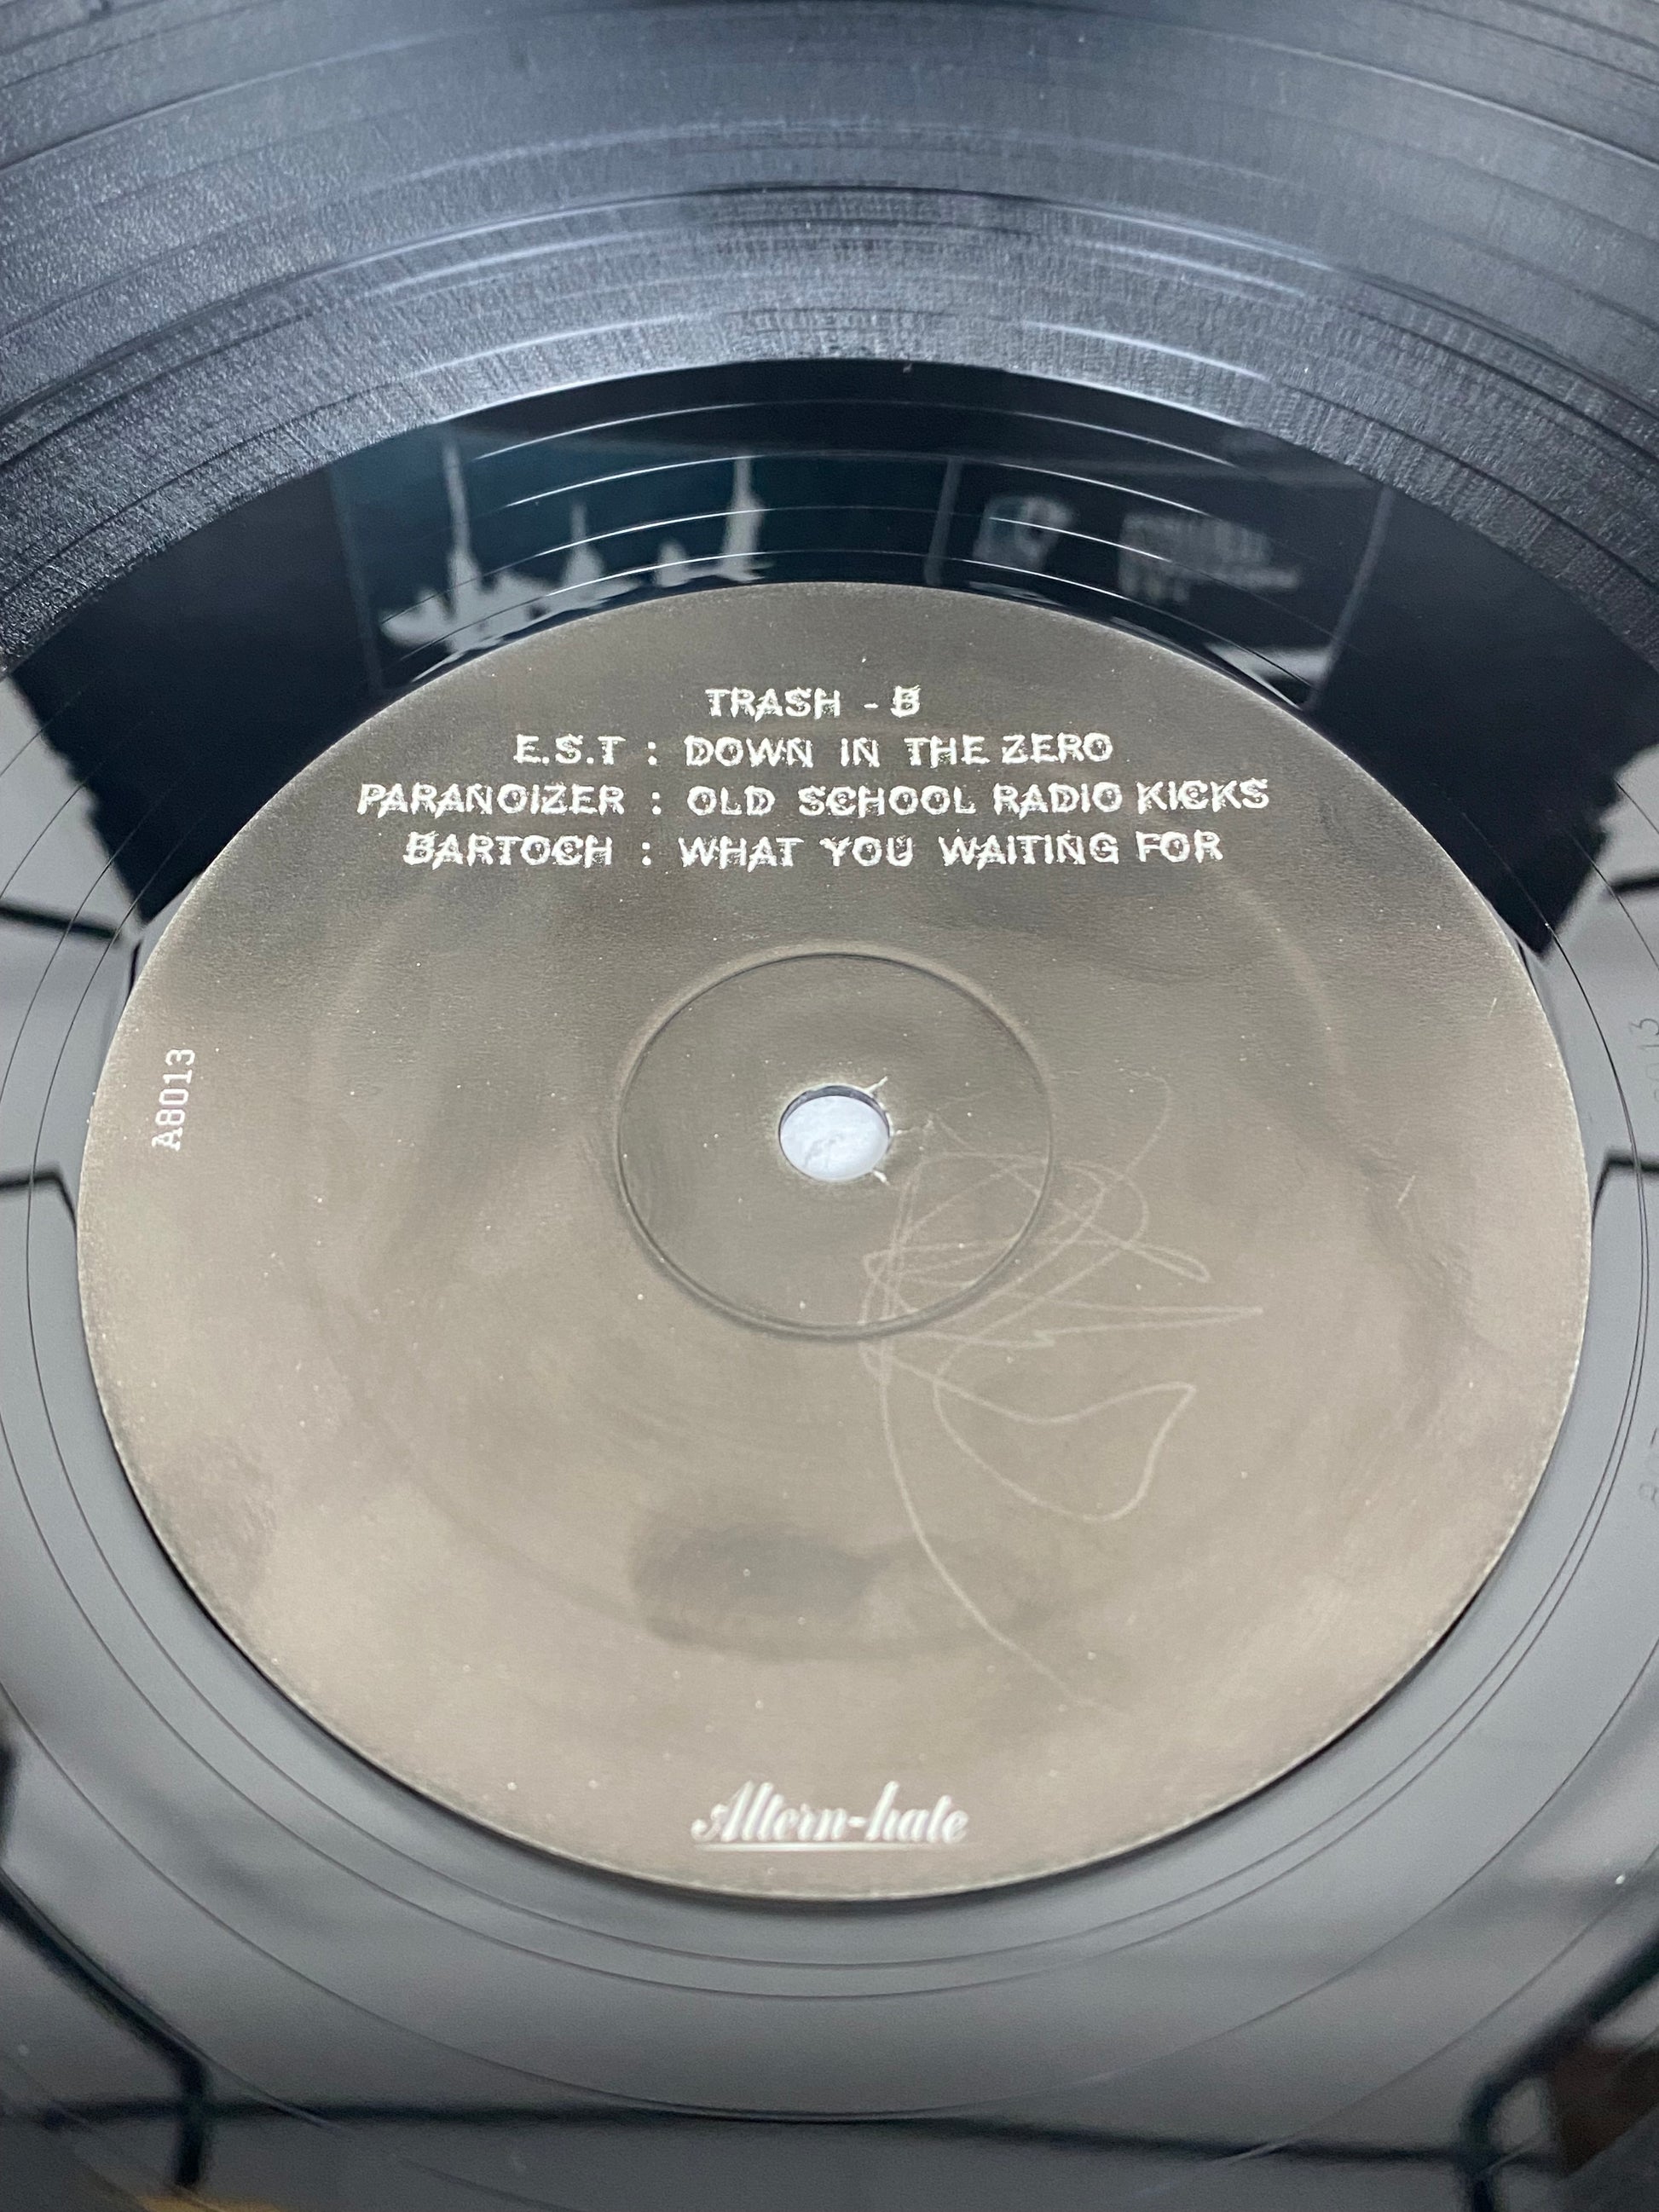 TRASH - B
E.S.T : DOWN IN THE ZERO
PARANOIZER : OLD SCHOOL RADIO KICKS
BARTOCH : WHAT YOU WAITING FOR
A8013
Altern-hate